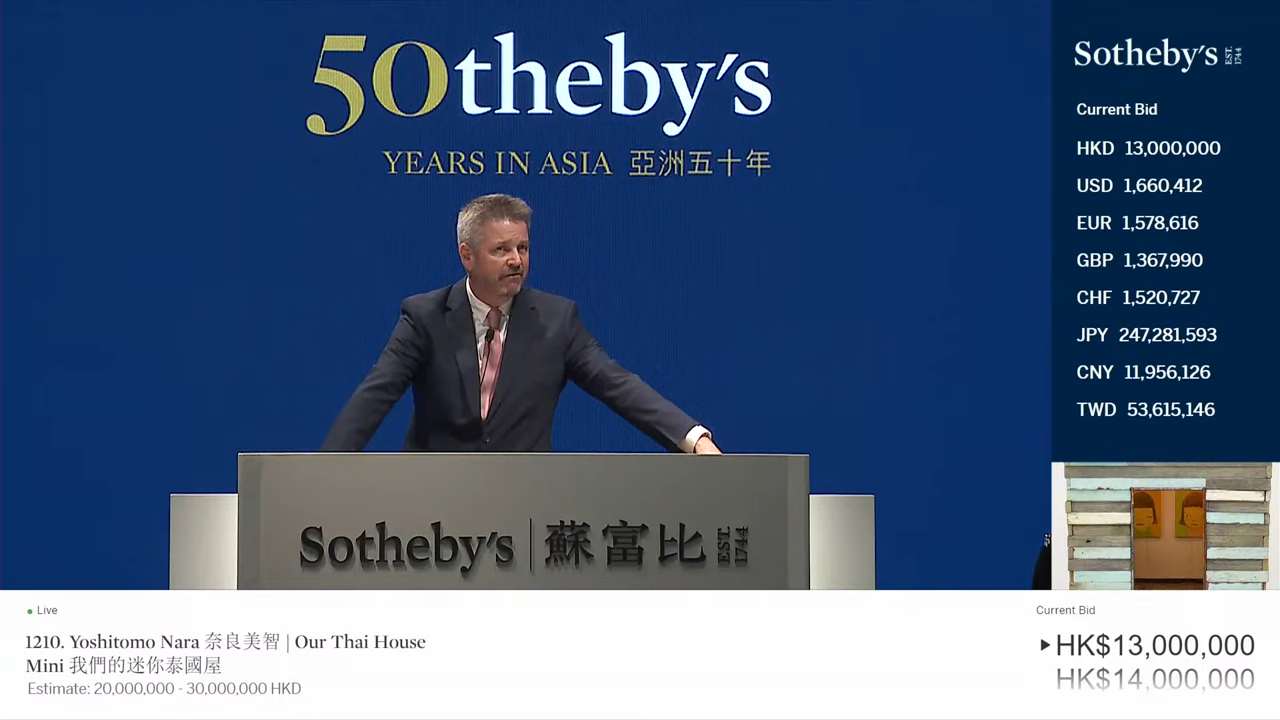 50theby's
YEARS IN ASIA 亞洲五十年
Sotheby's EST. 1744
Current Bid
HKD 13,000,000
USD 1,660,412
EUR 1,578,616
GBP 1,367,990
CHF 1,520,727
JPY 247,281,593
CNY 11,956,126
TWD 53,615,146
Sotheby's | 蘇富比 EST. 1744
Live
1210. Yoshitomo Nara 奈良美智 | Our Thai House
Mini 我們的迷你泰國屋
Estimate: 20,000,000 - 30,000,000 HKD
Current Bid
HK$13,000,000
HK$14,000,000